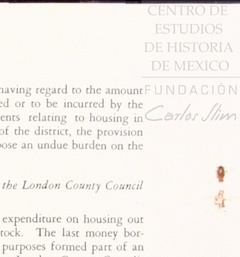 CENTRO DE
ESTUDIOS
DE HISTORIA
DE MEXICO
FUNDACIÓN
Carlos Slim
having regard to the amount
ed or to be incurred by the
ents relating to housing in
of the district, the provision
ose an undue burden on the
the London County Council
expenditure on housing out
tock. The last money bor-
purposes formed part of an